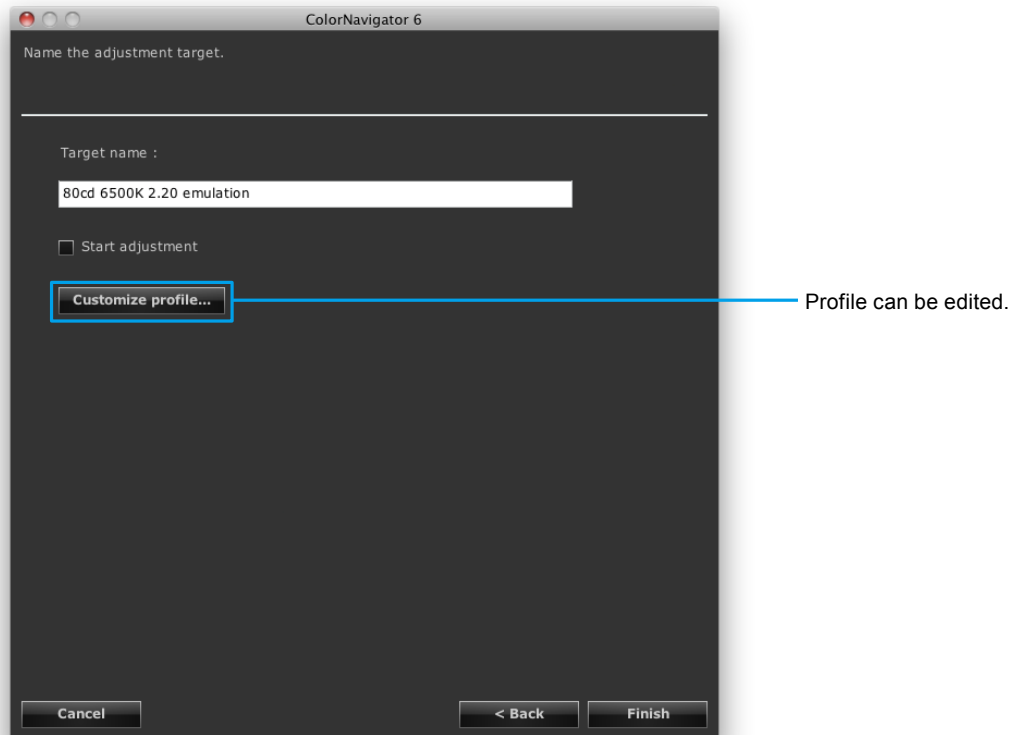 ColorNavigator 6
Name the adjustment target.
Target name :
80cd 6500K 2.20 emulation
Start adjustment
Customize profile...
Profile can be edited.
Cancel
< Back
Finish